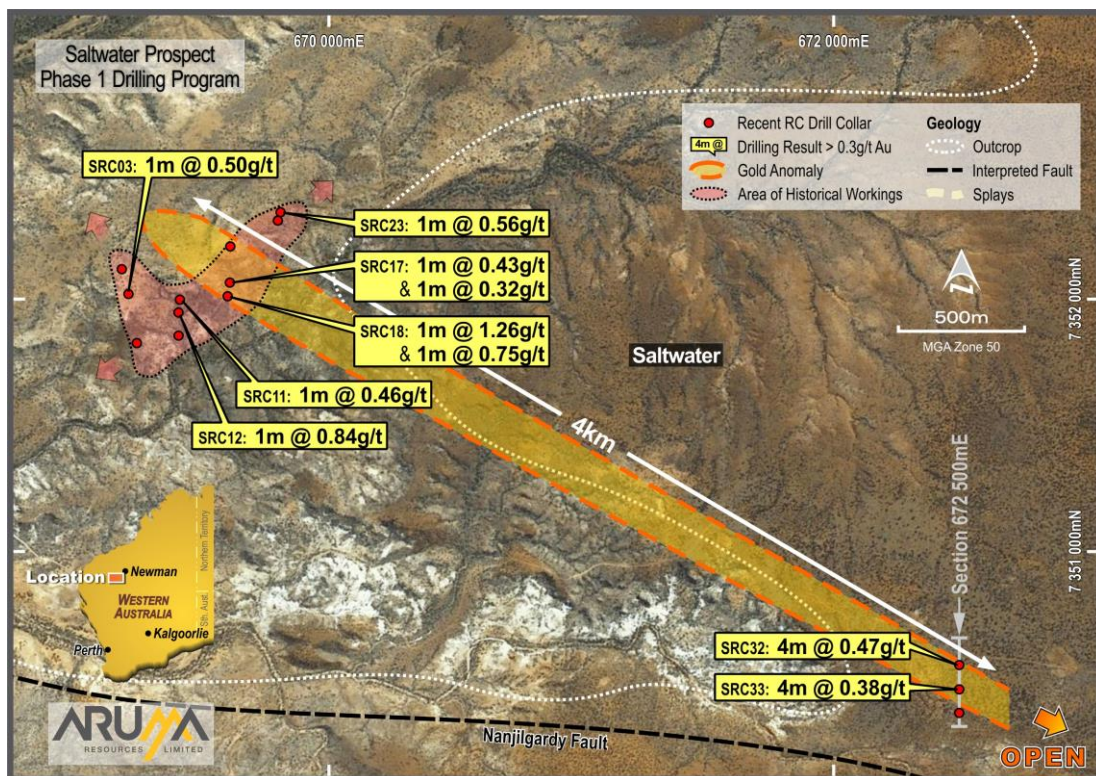 Saltwater Prospect
Phase 1 Drilling Program
670 000mE
672 000mE
Recent RC Drill Collar
4m @
Drilling Result > 0.3g/t Au
Gold Anomaly
Area of Historical Workings
Geology
Outcrop
Interpreted Fault
Splays
SRC03: 1m @ 0.50g/t
SRC23: 1m @ 0.56g/t
SRC17: 1m @ 0.43g/t
& 1m @ 0.32g/t
SRC18: 1m @ 1.26g/t
& 1m @ 0.75g/t
SRC11: 1m @ 0.46g/t
SRC12: 1m @ 0.84g/t
500m
MGA Zone 50
7 352 000mN
Saltwater
4km
7 351 000mN
Section 672 500mE
Location
Newman
WESTERN
AUSTRALIA
Kalgoorlie
Perth
Northern Territory
Sth. Aust.
SRC32: 4m @ 0.47g/t
SRC33: 4m @ 0.38g/t
Nanjilgardy Fault
OPEN
ARUMA
RESOURCES LIMITED